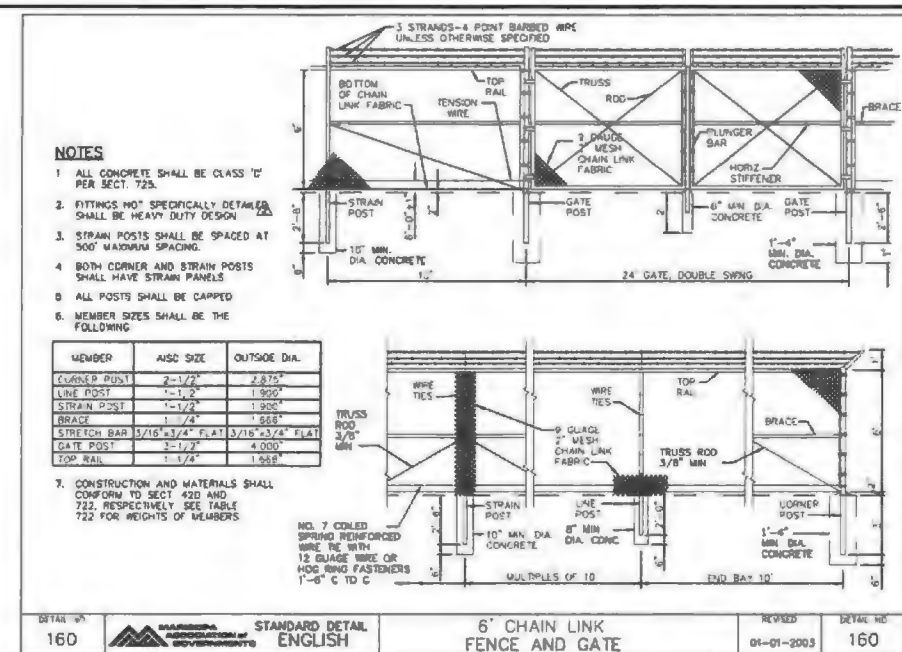 3 STRANDS-4 POINT BARBED WIRE
UNLESS OTHERWISE SPECIFIED
BOTTOM
OF CHAIN
LINK FABRIC
TENSION
WIRE
TOP
RAIL
TRUSS
ROD
2" MESH
CHAIN LINK
FABRIC
PLUNGER
BAR
HORIZ
STIFFENER
BRACE
STRAIN
POST
GATE
POST
6" MIN. DIA.
CONCRETE
GATE
POST
10" MIN.
DIA. CONCRETE
1'-4"
MIN. DIA.
CONCRETE
24' GATE, DOUBLE SWING
NOTES
1 ALL CONCRETE SHALL BE CLASS 'C'
PER SECT. 725.
2. FITTINGS NOT SPECIFICALLY DETAILED
SHALL BE HEAVY DUTY DESIGN
3. STRAIN POSTS SHALL BE SPACED AT
500' MAXIMUM SPACING.
4 BOTH CORNER AND STRAIN POSTS
SHALL HAVE STRAIN PANELS
5 ALL POSTS SHALL BE CAPPED
6. MEMBER SIZES SHALL BE THE
FOLLOWING
MEMBER AISC SIZE OUTSIDE DIA.
CORNER POST 2-1/2" 2.875"
LINE POST 1-1/2" 1.900"
STRAIN POST 1-1/2" 1.900"
BRACE 1-1/4"
STRETCH BAR 3/16"x3/4" FLAT 3/16"x3/4" FLAT
GATE POST 3-1/2" 4.000"
TOP RAIL 1-1/4"
7. CONSTRUCTION AND MATERIALS SHALL
CONFORM TO SECT 420 AND
722, RESPECTIVELY SEE TABLE
722 FOR WEIGHTS OF MEMBERS
WIRE
TIES
WIRE
TIES
TOP
RAIL
TRUSS
ROD
3/8"
MIN
9 GUAGE
2" MESH
CHAIN LINK
FABRIC
BRACE
TRUSS ROD
3/8" MIN
STRAIN
POST
LINE
POST
CORNER
POST
10" MIN DIA.
CONCRETE
8" MIN
DIA. CONC
1'-4"
MIN DIA.
CONCRETE
NO. 7 COILED
SPRING REINFORCED
WIRE TIE WITH
12 GUAGE WIRE OR
HOG RING FASTENERS
1'-6" C TO C
MULTIPLES OF 10'
END BAY 10'
DETAIL NO
160
MARICOPA
ASSOCIATION of
GOVERNMENTS
STANDARD DETAIL
ENGLISH
6' CHAIN LINK
FENCE AND GATE
REVISED
01-01-2003
DETAIL NO
160